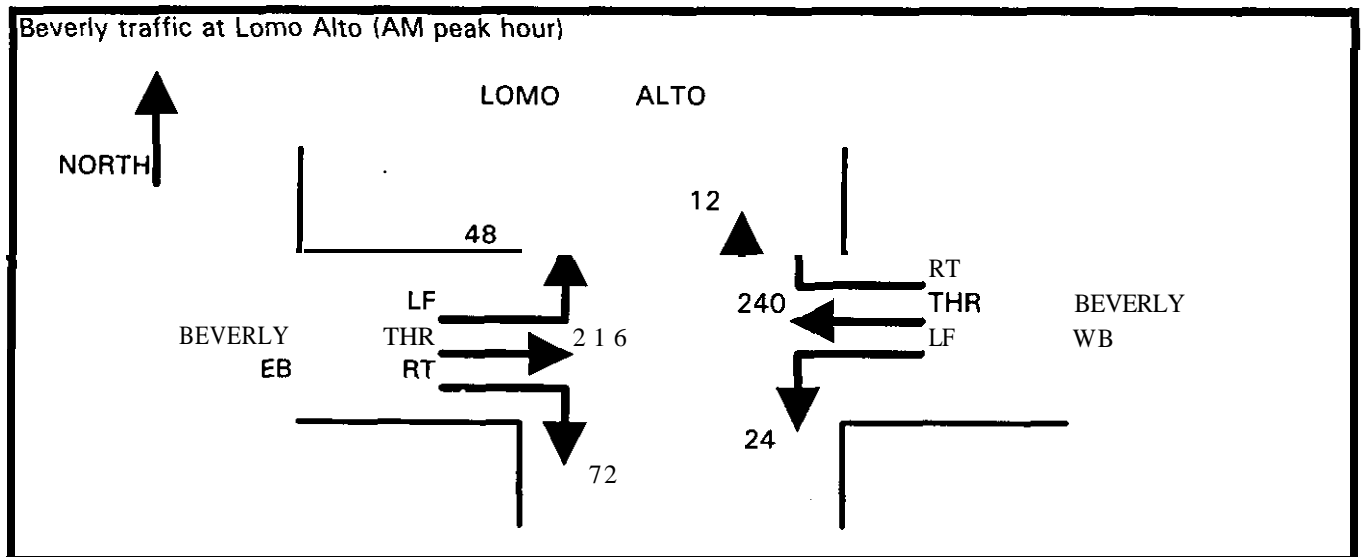 Beverly traffic at Lomo Alto (AM peak hour)
LOMO ALTO
NORTH
12
48
RT
LF
240
THR
BEVERLY
BEVERLY
THR
2 1 6
LF
WB
EB
RT
24
72